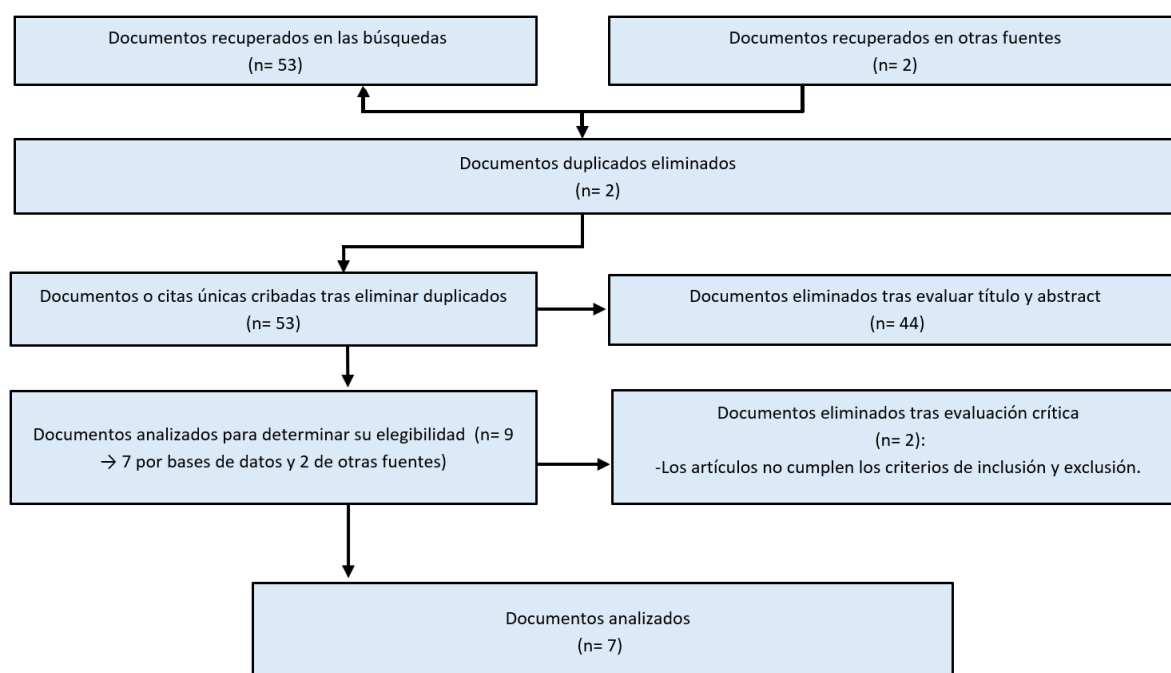 Documentos recuperados en las búsquedas
(n= 53)
Documentos recuperados en otras fuentes
(n= 2)
Documentos duplicados eliminados
(n= 2)
Documentos o citas únicas cribadas tras eliminar duplicados
(n= 53)
Documentos eliminados tras evaluar título y abstract
(n= 44)
Documentos analizados para determinar su elegibilidad (n= 9
→ 7 por bases de datos y 2 de otras fuentes)
Documentos eliminados tras evaluación crítica
(n= 2):
-Los artículos no cumplen los criterios de inclusión y exclusión.
Documentos analizados
(n= 7)